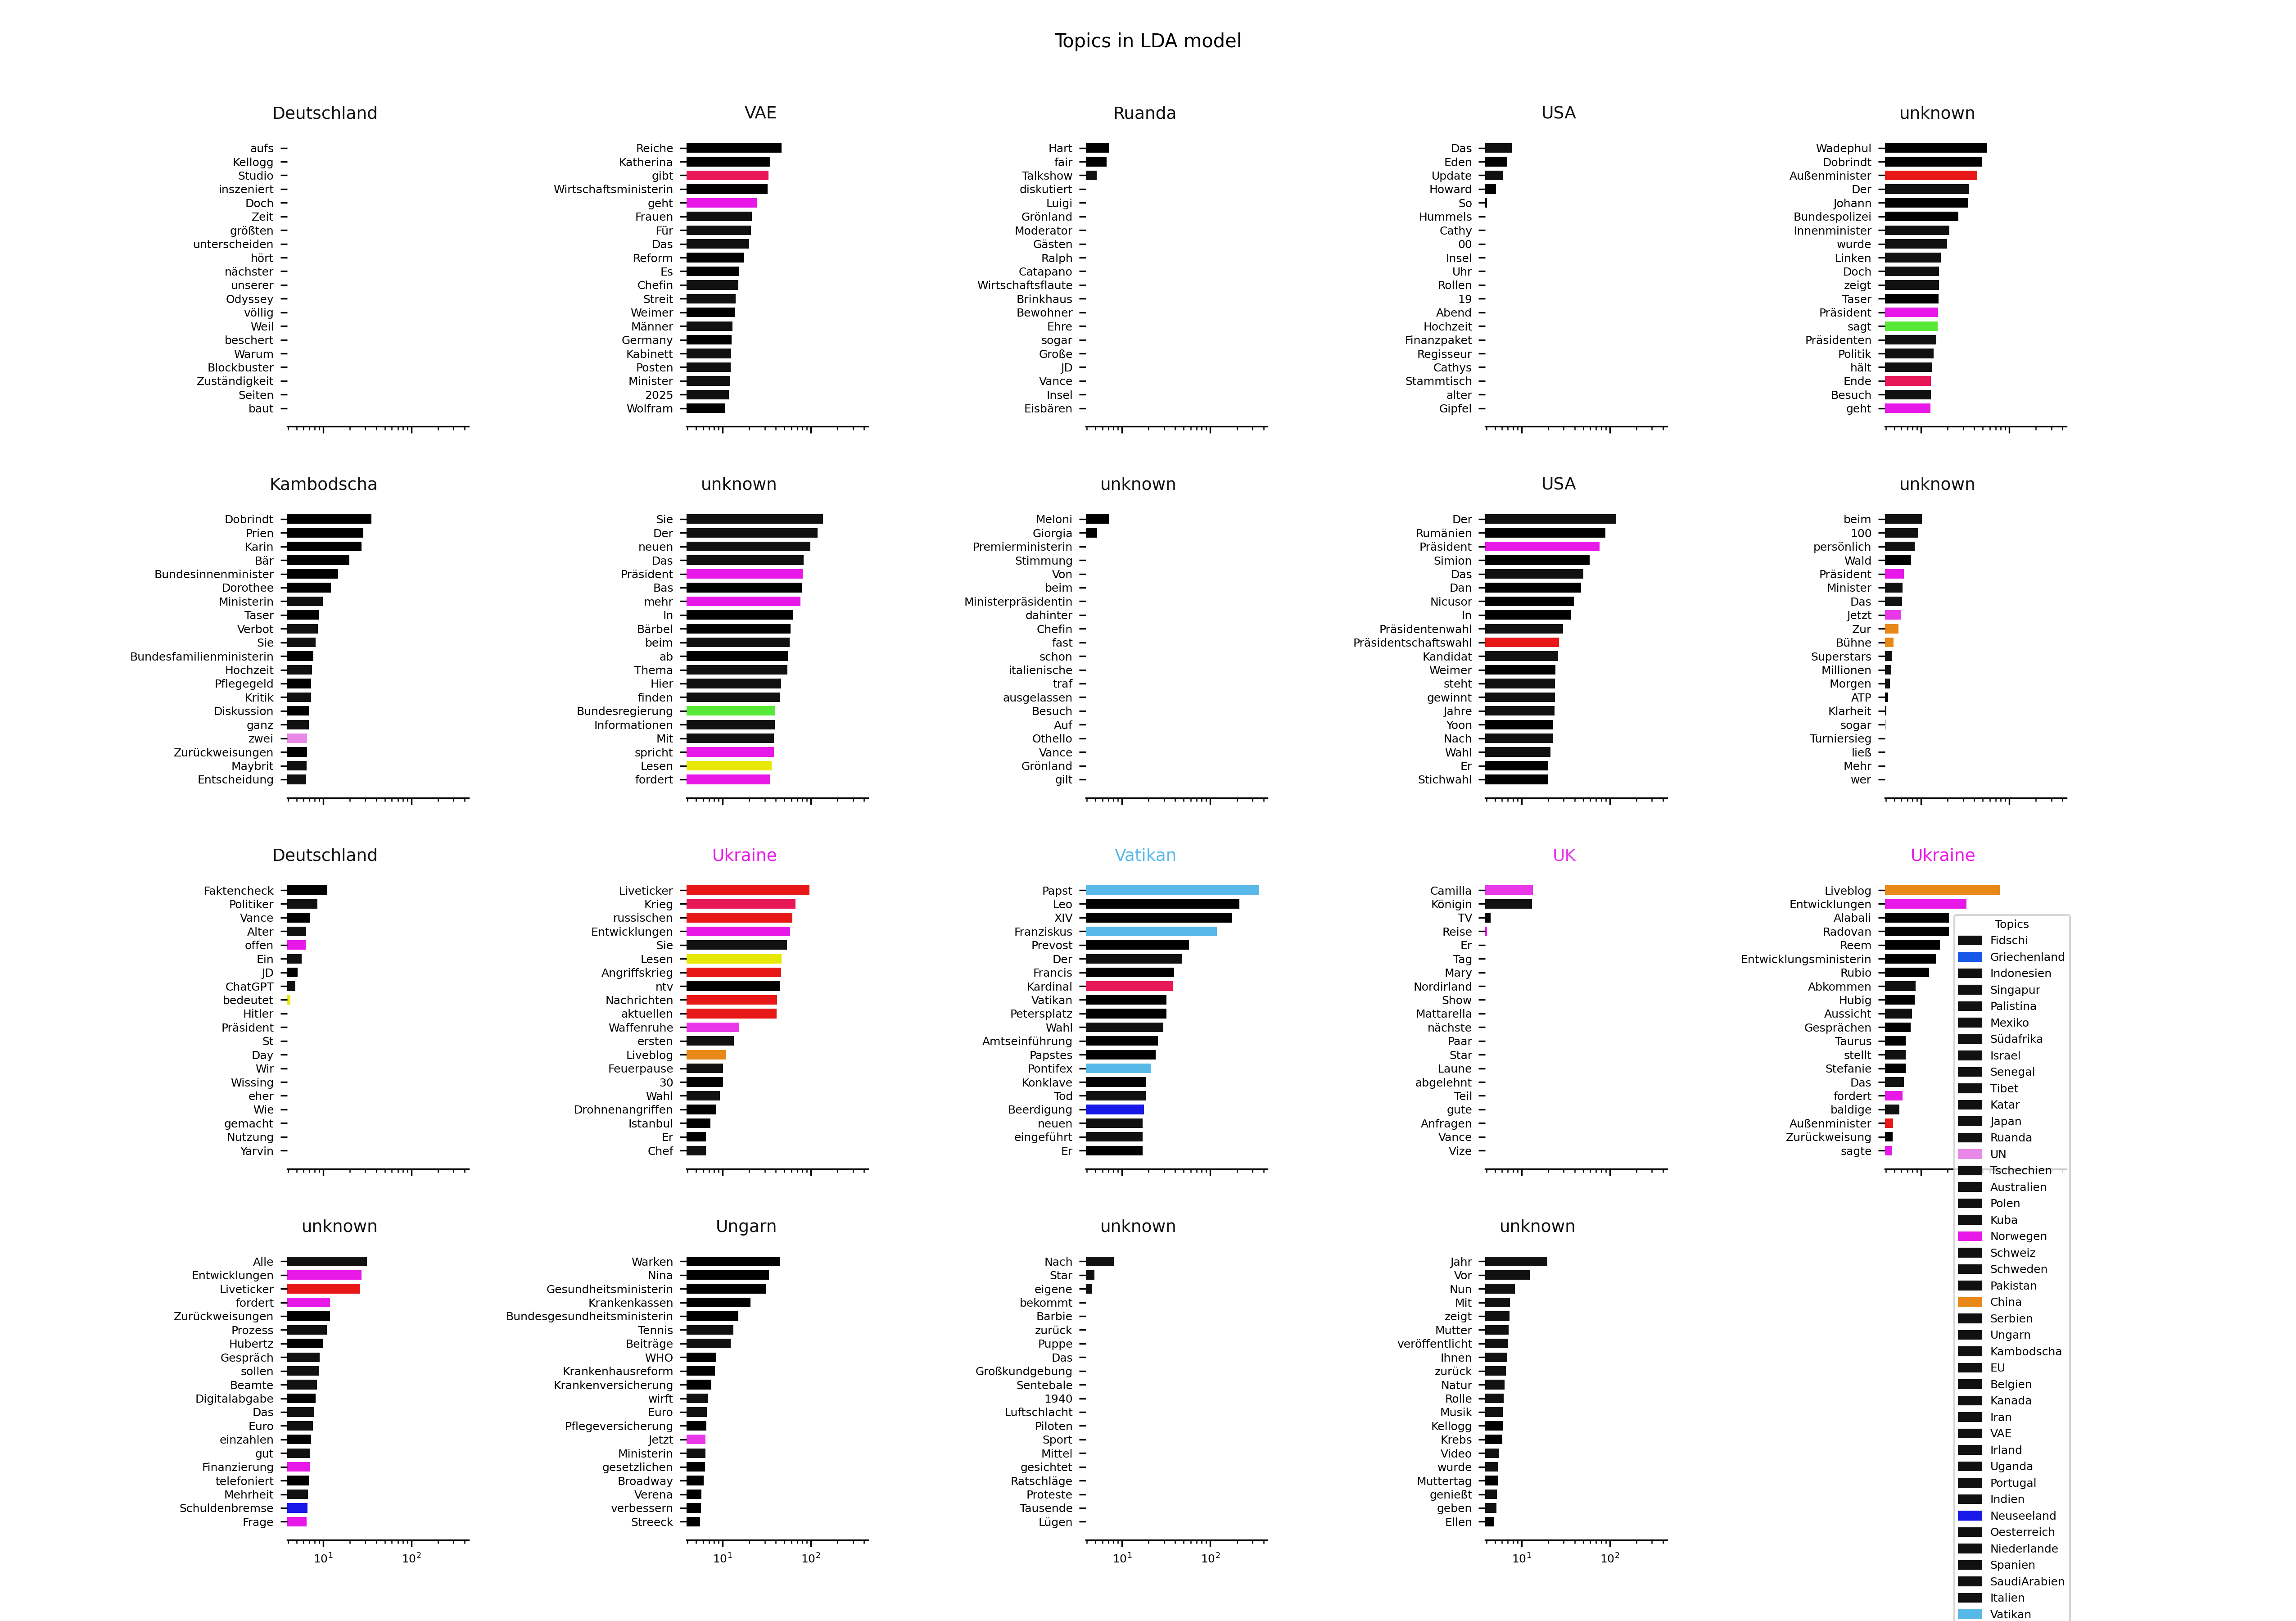 Topics in LDA model
Deutschland
aufs
Kellogg
Studio
inszeniert
Doch
Zeit
größten
unterscheiden
hört
nächster
unserer
Odyssey
völlig
Weil
beschert
Warum
Blockbuster
Zuständigkeit
Seiten
baut
VAE
Reiche
Katherina
gibt
Wirtschaftsministerin
geht
Frauen
Für
Das
Reform
Es
Chefin
Streit
Weimer
Männer
Germany
Kabinett
Posten
Minister
2025
Wolfram
Ruanda
Hart
fair
Talkshow
diskutiert
Luigi
Grönland
Moderator
Gästen
Ralph
Catapano
Wirtschaftsflaute
Brinkhaus
Bewohner
Ehre
sogar
Große
JD
Vance
Insel
Eisbären
USA
Das
Eden
Update
Howard
So
Hummels
Cathy
00
Insel
Uhr
Rollen
19
Abend
Hochzeit
Finanzpaket
Regisseur
Cathys
Stammtisch
alter
Gipfel
unknown
Wadephul
Dobrindt
Außenminister
Der
Johann
Bundespolizei
Innenminister
wurde
Linken
Doch
zeigt
Taser
Präsident
sagt
Präsidenten
Politik
hält
Ende
Besuch
geht
Kambodscha
Dobrindt
Prien
Karin
Bär
Bundesinnenminister
Dorothee
Ministerin
Taser
Verbot
Sie
Bundesfamilienministerin
Hochzeit
Pflegegeld
Kritik
Diskussion
ganz
zwei
Zurückweisungen
Maybrit
Entscheidung
unknown
Sie
Der
neuen
Das
Präsident
Bas
mehr
In
Bärbel
beim
ab
Thema
Hier
finden
Bundesregierung
Informationen
Mit
spricht
Lesen
fordert
unknown
Meloni
Giorgia
Premierministerin
Stimmung
Von
beim
Ministerpräsidentin
dahinter
Chefin
fast
schon
italienische
traf
ausgelassen
Besuch
Auf
Othello
Vance
Grönland
gilt
USA
Der
Rumänien
Präsident
Simion
Das
Dan
Nicusor
In
Präsidentenwahl
Präsidentschaftswahl
Kandidat
Weimer
steht
gewinnt
Jahre
Yoon
Nach
Wahl
Er
Stichwahl
unknown
beim
100
persönlich
Wald
Präsident
Minister
Das
Jetzt
Zur
Bühne
Superstars
Millionen
Morgen
ATP
Klarheit
sogar
Turniersieg
ließ
Mehr
wer
Deutschland
Faktencheck
Politiker
Vance
Alter
offen
Ein
JD
ChatGPT
bedeutet
Hitler
Präsident
St
Day
Wir
Wissing
eher
Wie
gemacht
Nutzung
Yarvin
Ukraine
Liveticker
Krieg
russischen
Entwicklungen
Sie
Lesen
Angriffskrieg
ntv
Nachrichten
aktuellen
Waffenruhe
ersten
Liveblog
Feuerpause
30
Wahl
Drohnenangriffen
Istanbul
Er
Chef
Vatikan
Papst
Leo
XIV
Franziskus
Prevost
Der
Francis
Kardinal
Vatikan
Petersplatz
Wahl
Amtseinführung
Papstes
Pontifex
Konklave
Tod
Beerdigung
neuen
eingeführt
Er
UK
Camilla
Königin
TV
Reise
Er
Tag
Mary
Nordirland
Show
Mattarella
nächste
Paar
Star
Laune
abgelehnt
Teil
gute
Anfragen
Vance
Vize
Ukraine
Liveblog
Entwicklungen
Alabali
Radovan
Reem
Entwicklungsministerin
Rubio
Abkommen
Hubig
Aussicht
Gesprächen
Taurus
stellt
Stefanie
Das
fordert
baldige
Außenminister
Zurückweisung
sagte
Topics
Fidschi
Griechenland
Indonesien
Singapur
Palistina
Mexiko
Südafrika
Israel
Senegal
Tibet
Katar
Japan
Ruanda
UN
Tschechien
Australien
Polen
Kuba
Norwegen
Schweiz
Schweden
Pakistan
China
Serbien
Ungarn
Kambodscha
EU
Belgien
Kanada
Iran
VAE
Irland
Uganda
Portugal
Indien
Neuseeland
Oesterreich
Niederlande
Spanien
SaudiArabien
Italien
Vatikan
unknown
Alle
Entwicklungen
Liveticker
fordert
Zurückweisungen
Prozess
Hubertz
Gespräch
sollen
Beamte
Digitalabgabe
Das
Euro
einzahlen
gut
Finanzierung
telefoniert
Mehrheit
Schuldenbremse
Frage
10¹ 10²
Ungarn
Warken
Nina
Gesundheitsministerin
Krankenkassen
Bundesgesundheitsministerin
Tennis
Beiträge
WHO
Krankenhausreform
Krankenversicherung
wirft
Euro
Pflegeversicherung
Jetzt
Ministerin
gesetzlichen
Broadway
Verena
verbessern
Streeck
10¹ 10²
unknown
Nach
Star
eigene
bekommt
Barbie
zurück
Puppe
Das
Großkundgebung
Sentebale
1940
Luftschlacht
Piloten
Sport
Mittel
gesichtet
Ratschläge
Proteste
Tausende
Lügen
10¹ 10²
unknown
Jahr
Vor
Nun
Mit
zeigt
Mutter
veröffentlicht
Ihnen
zurück
Natur
Rolle
Musik
Kellogg
Krebs
Video
wurde
Muttertag
genießt
geben
Ellen
10¹ 10²